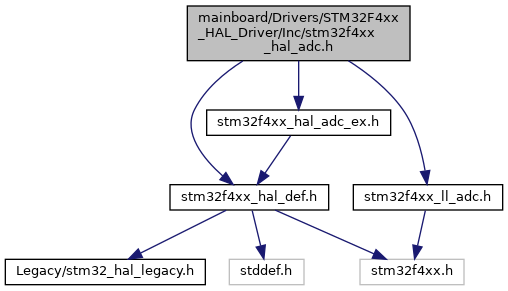 mainboard/Drivers/STM32F4xx
_HAL_Driver/Inc/stm32f4xx
_hal_adc.h
stm32f4xx_hal_adc_ex.h
stm32f4xx_hal_def.h
stm32f4xx_ll_adc.h
Legacy/stm32_hal_legacy.h
stddef.h
stm32f4xx.h